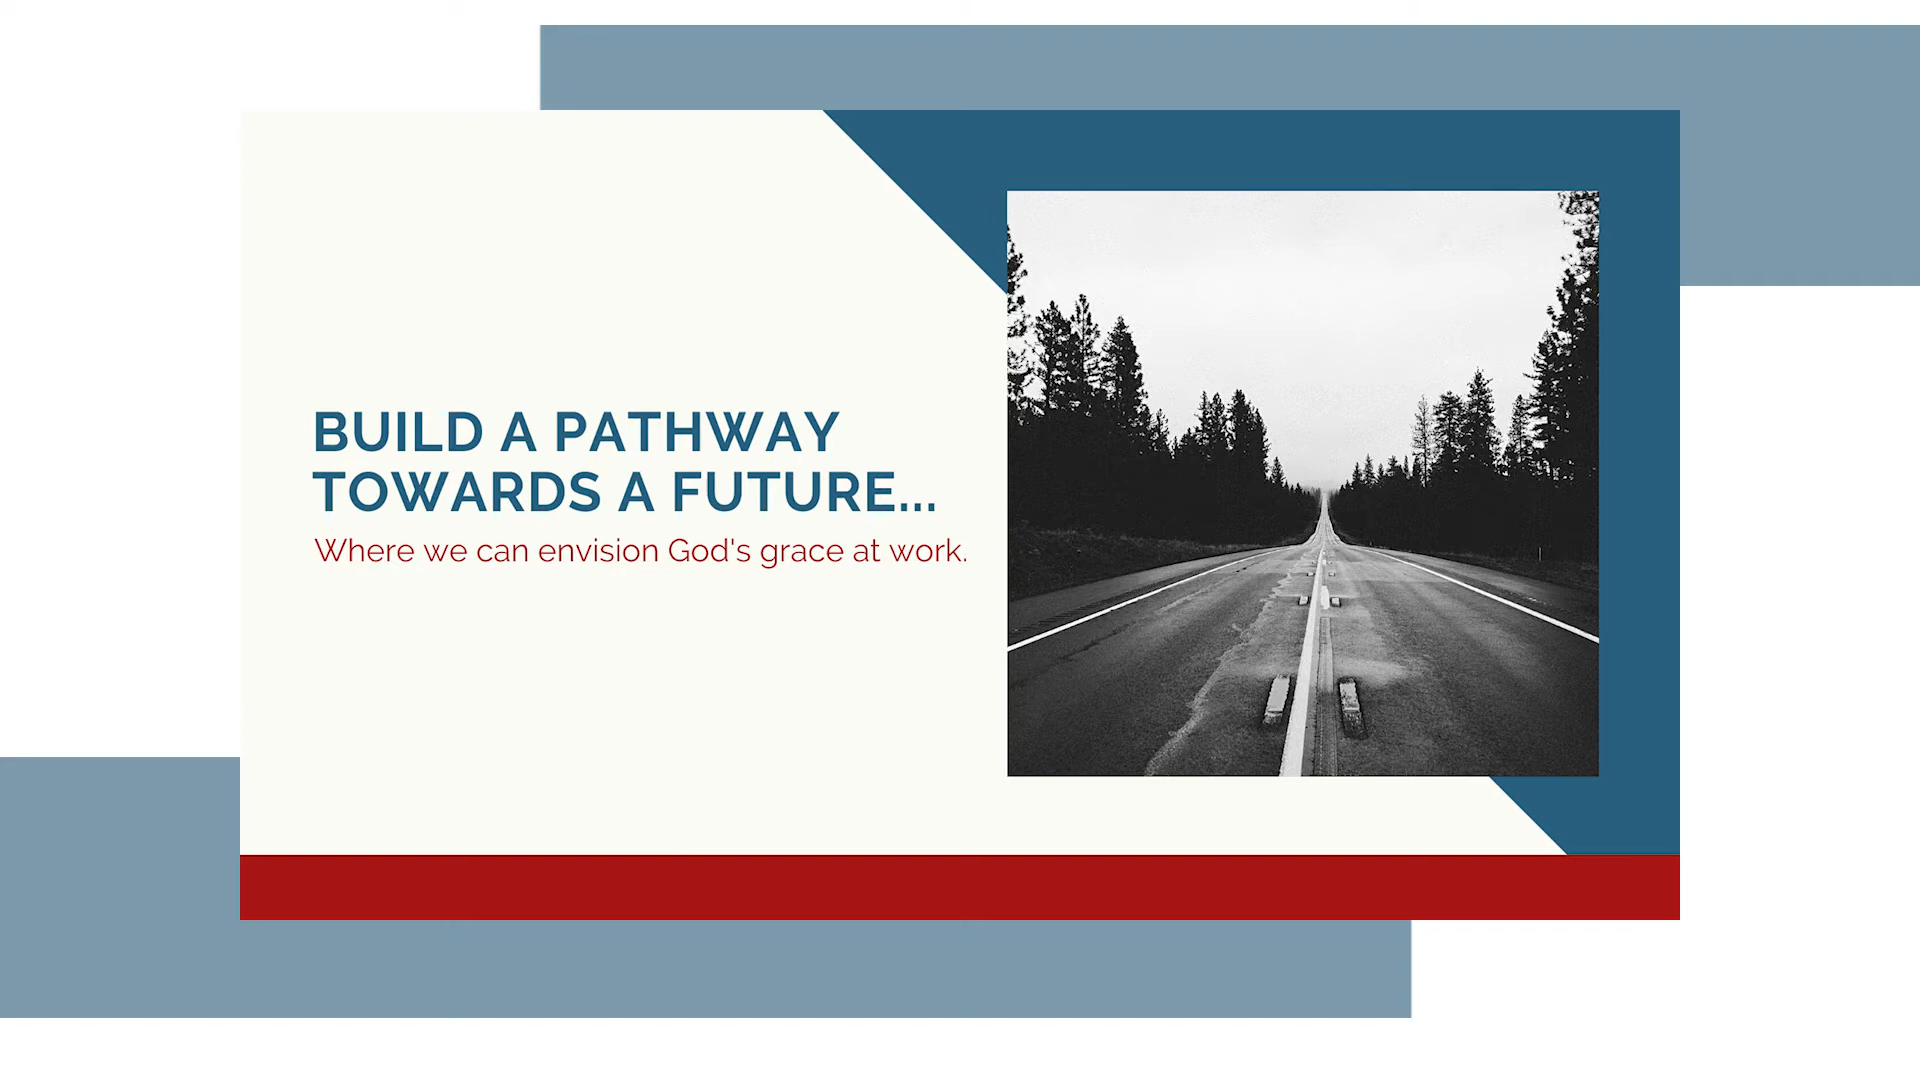 BUILD A PATHWAY
TOWARDS A FUTURE...
Where we can envision God's grace at work.